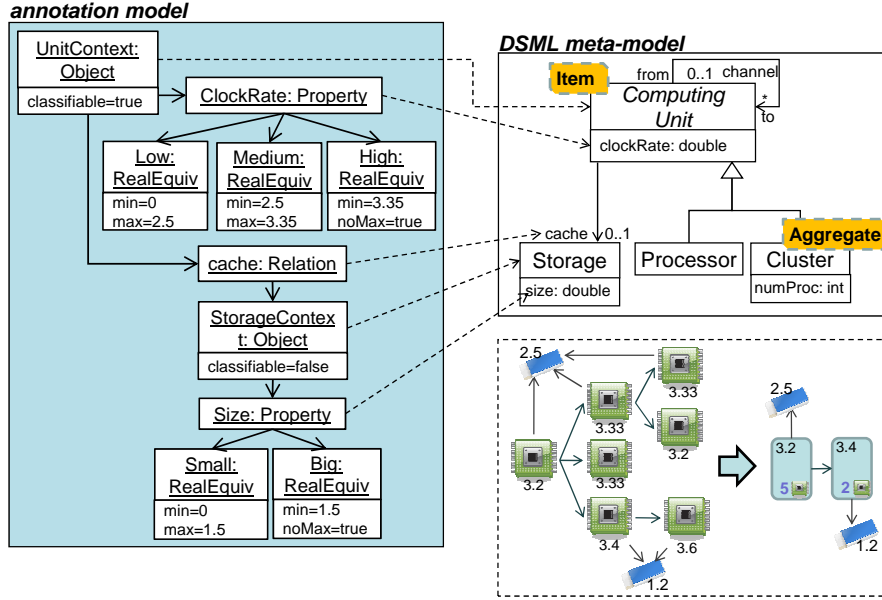 annotation model
UnitContext:
Object
classifiable=true
ClockRate: Property
Low:
RealEquiv
min=0
max=2.5
Medium:
RealEquiv
min=2.5
max=3.35
High:
RealEquiv
min=3.35
noMax=true
cache: Relation
StorageContex
t: Object
classifiable=false
Size: Property
Small:
RealEquiv
min=0
max=1.5
Big:
RealEquiv
min=1.5
noMax=true
DSML meta-model
Item
from 0..1 channel
Computing
Unit
*
to
clockRate: double
cache 0..1
Storage
size: double
Processor
Aggregate
Cluster
numProc: int
2.5
3.33
3.33
3.2
3.2
3.33
3.4
3.6
1.2
2.5
3.2
5
3.4
2
1.2